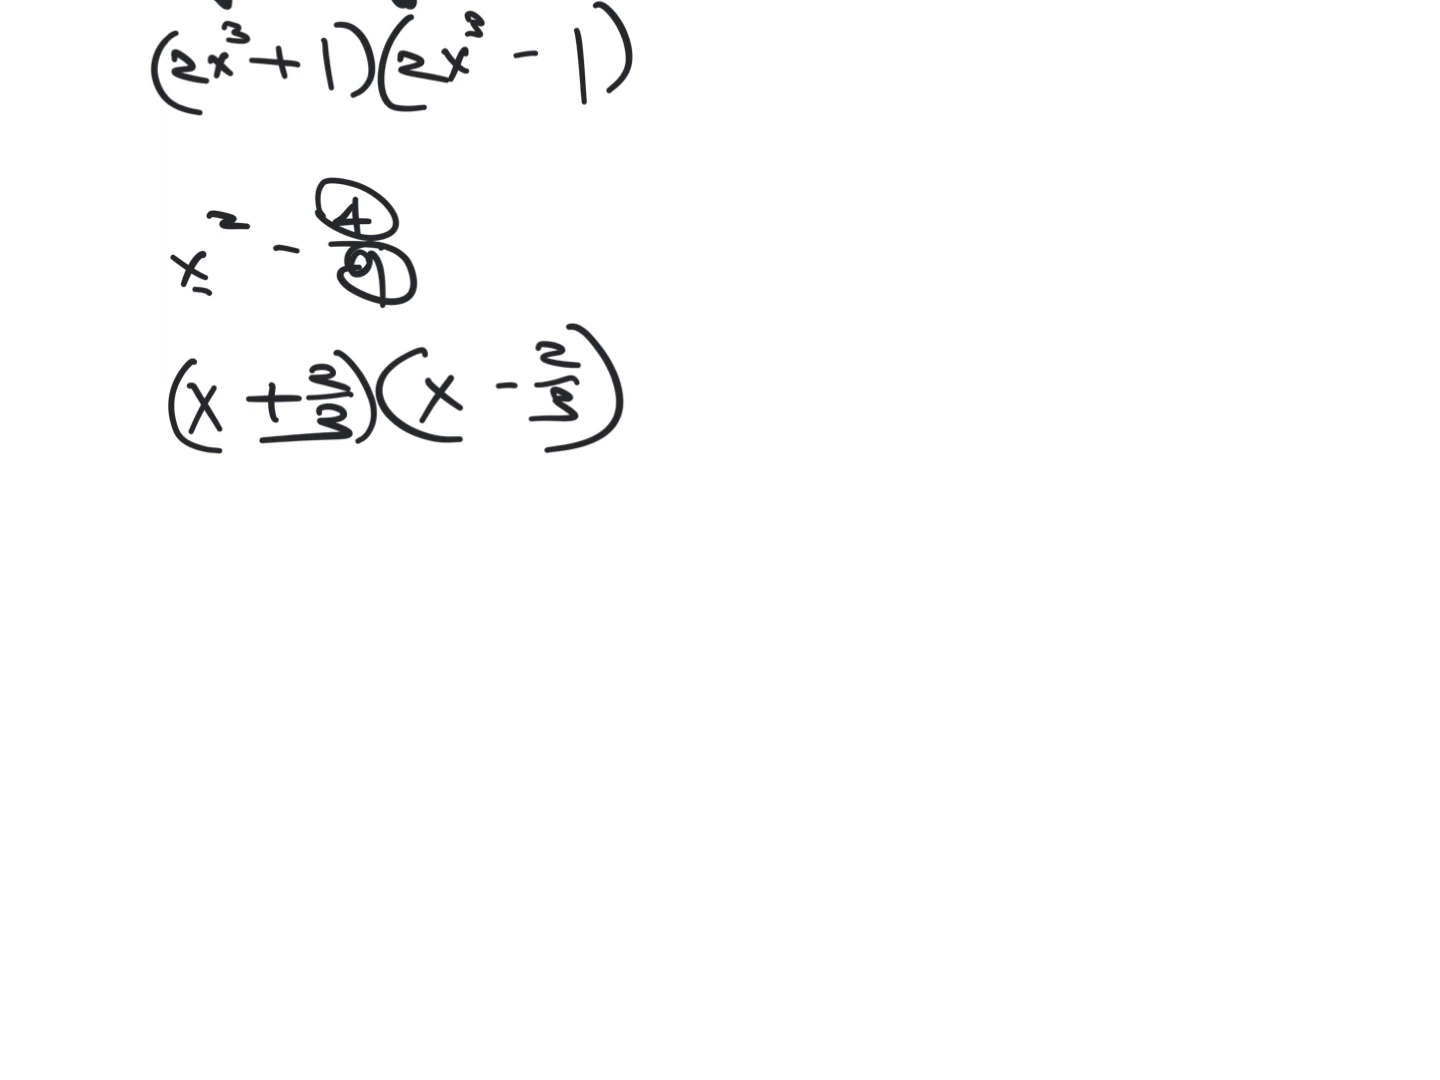 (2x³ + 1)(2x³ - 1)
x² - 4/9
(x + 2/3)(x - 2/3)